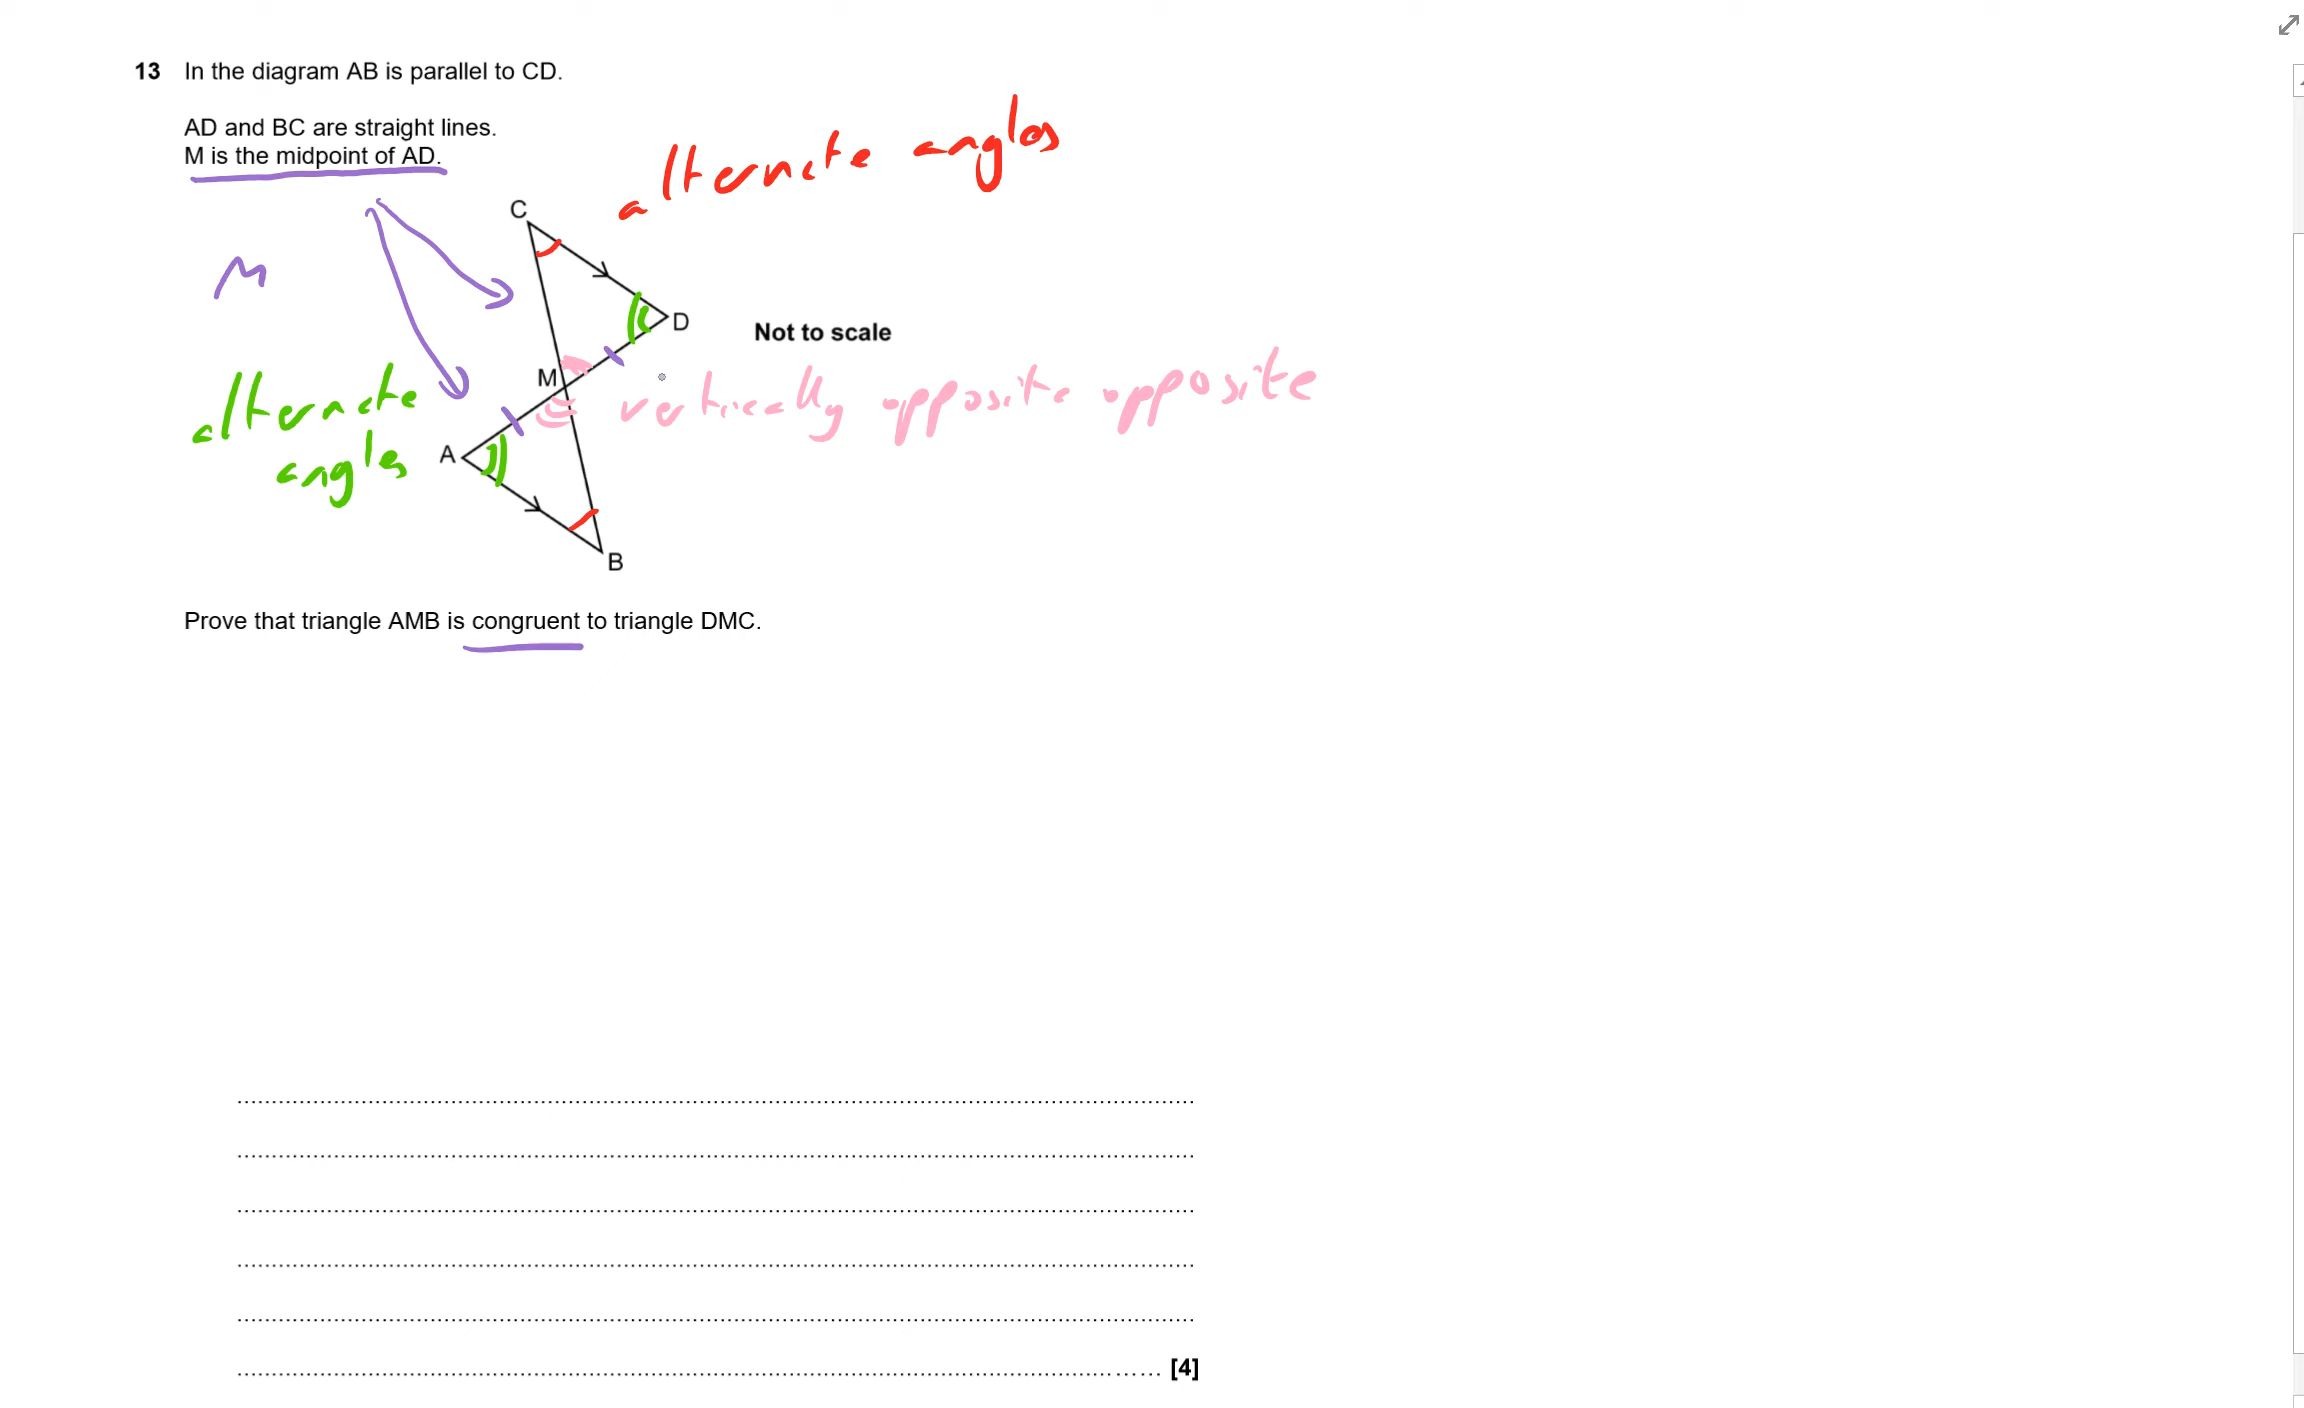 13 In the diagram AB is parallel to CD.
AD and BC are straight lines.
M is the midpoint of AD.
alternate angles
C
M
D
Not to scale
M
vertically opposite opposite
alternate
angles
A
B
Prove that triangle AMB is congruent to triangle DMC.
[4]